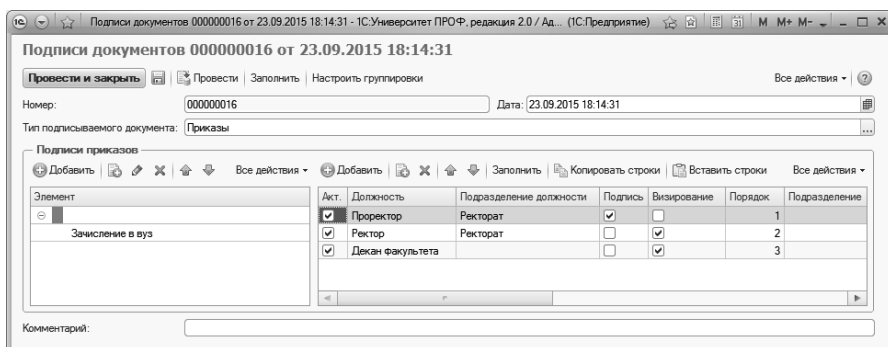 Подписи документов 000000016 от 23.09.2015 18:14:31 - 1С:Университет ПРОФ, редакция 2.0 / Ад... (1С:Предприятие) M M+ M-
Подписи документов 000000016 от 23.09.2015 18:14:31
Провести и закрыть Провести Заполнить Настроить группировки Все действия
Номер: 000000016 Дата: 23.09.2015 18:14:31
Тип подписываемого документа: Приказы
Подписи приказов
Добавить Все действия Добавить Заполнить Копировать строки Вставить строки Все действия
Элемент Акт. Должность Подразделение должности Подпись Визирование Порядок Подразделение
Проректор Ректорат 1
Зачисление в вуз Ректор Ректорат 2
Декан факультета 3
Комментарий: